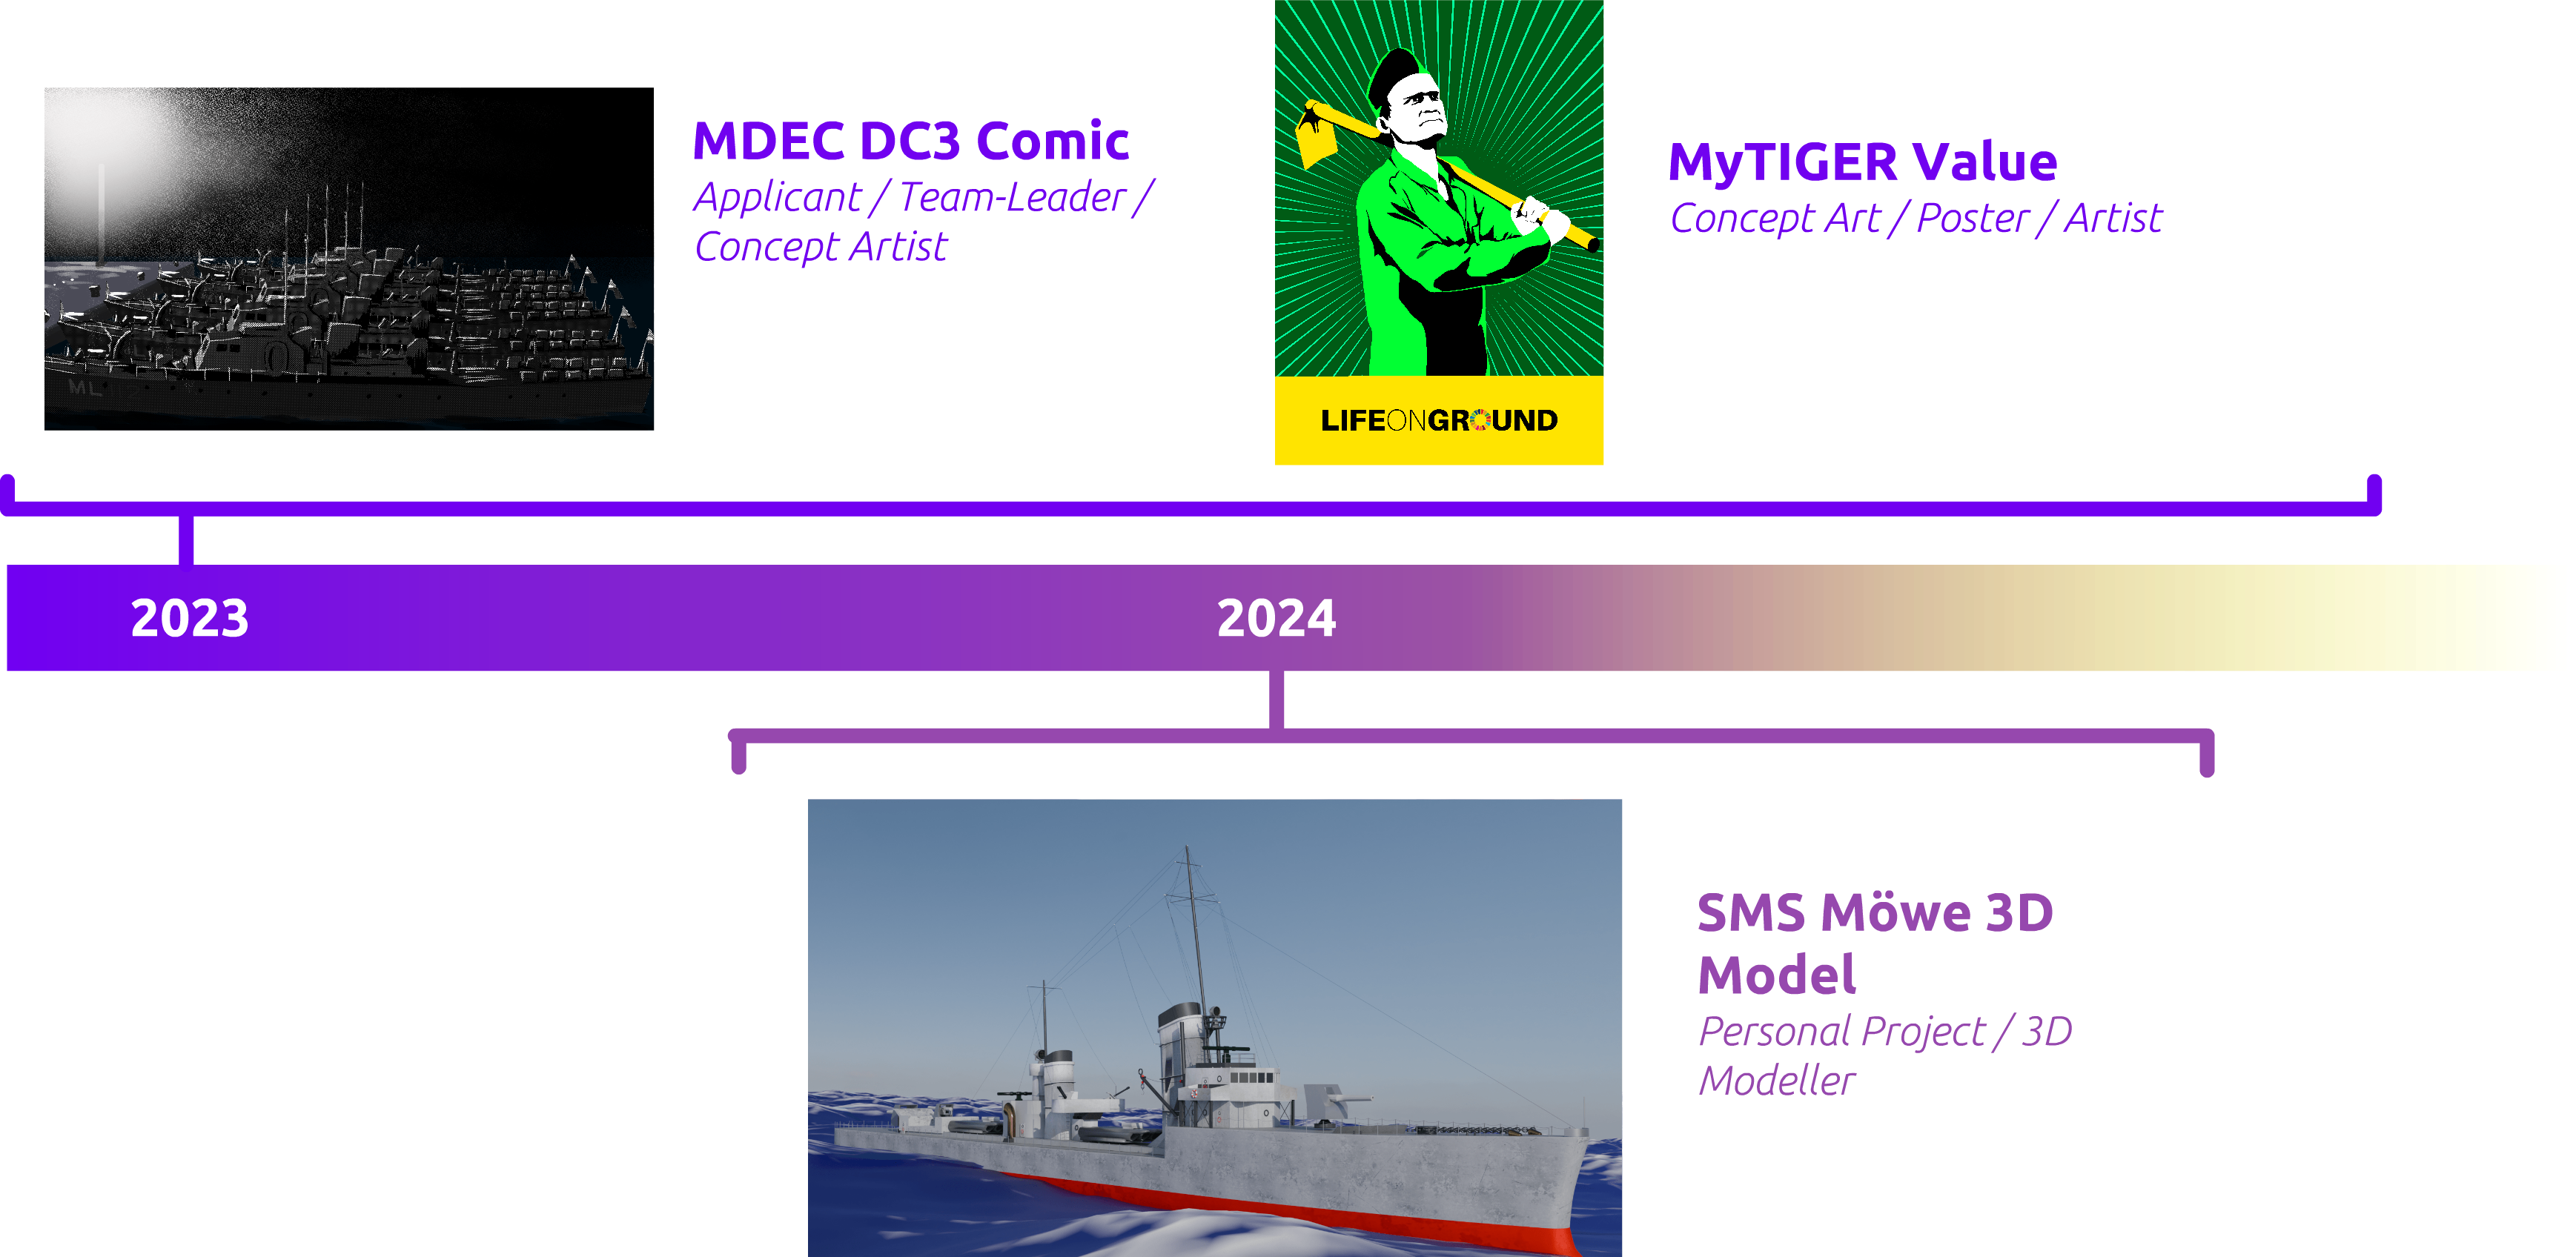 MDEC DC3 Comic
Applicant / Team-Leader /
Concept Artist
MyTIGER Value
Concept Art / Poster / Artist
LIFEONGROUND
2023
2024
SMS Möwe 3D
Model
Personal Project / 3D
Modeller